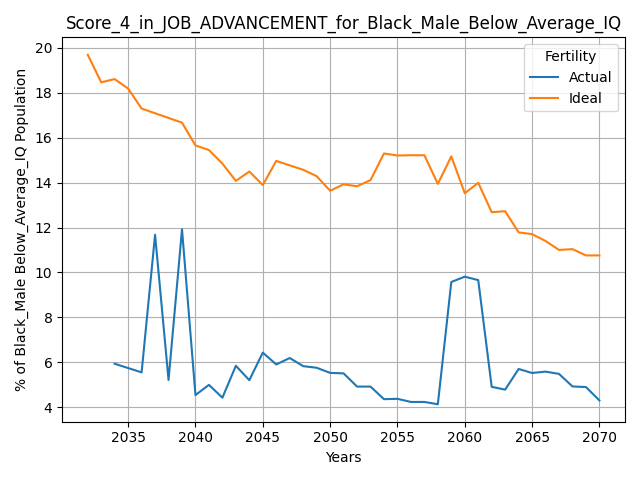 Score_4_in_JOB_ADVANCEMENT_for_Black_Male_Below_Average_IQ
Fertility
Actual
Ideal
% of Black_Male Below_Average_IQ Population
20
18
16
14
12
10
8
6
4
2035 2040 2045 2050 2055 2060 2065 2070
Years